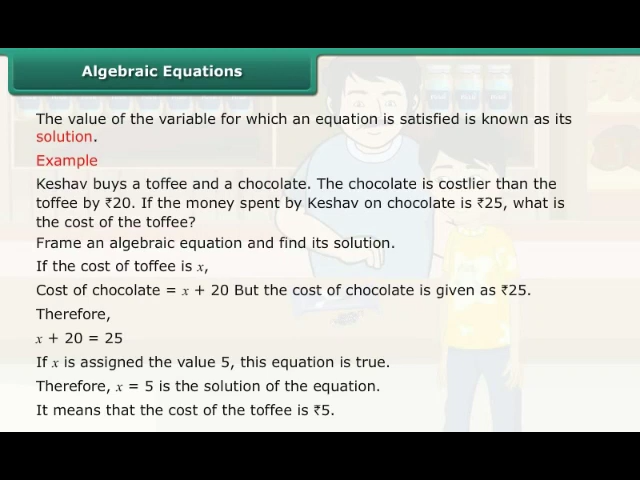 Algebraic Equations
The value of the variable for which an equation is satisfied is known as its
solution.
Example
Keshav buys a toffee and a chocolate. The chocolate is costlier than the
toffee by ₹20. If the money spent by Keshav on chocolate is ₹25, what is
the cost of the toffee?
Frame an algebraic equation and find its solution.
If the cost of toffee is x,
Cost of chocolate = x + 20 But the cost of chocolate is given as ₹25.
Therefore,
x + 20 = 25
If x is assigned the value 5, this equation is true.
Therefore, x = 5 is the solution of the equation.
It means that the cost of the toffee is ₹5.